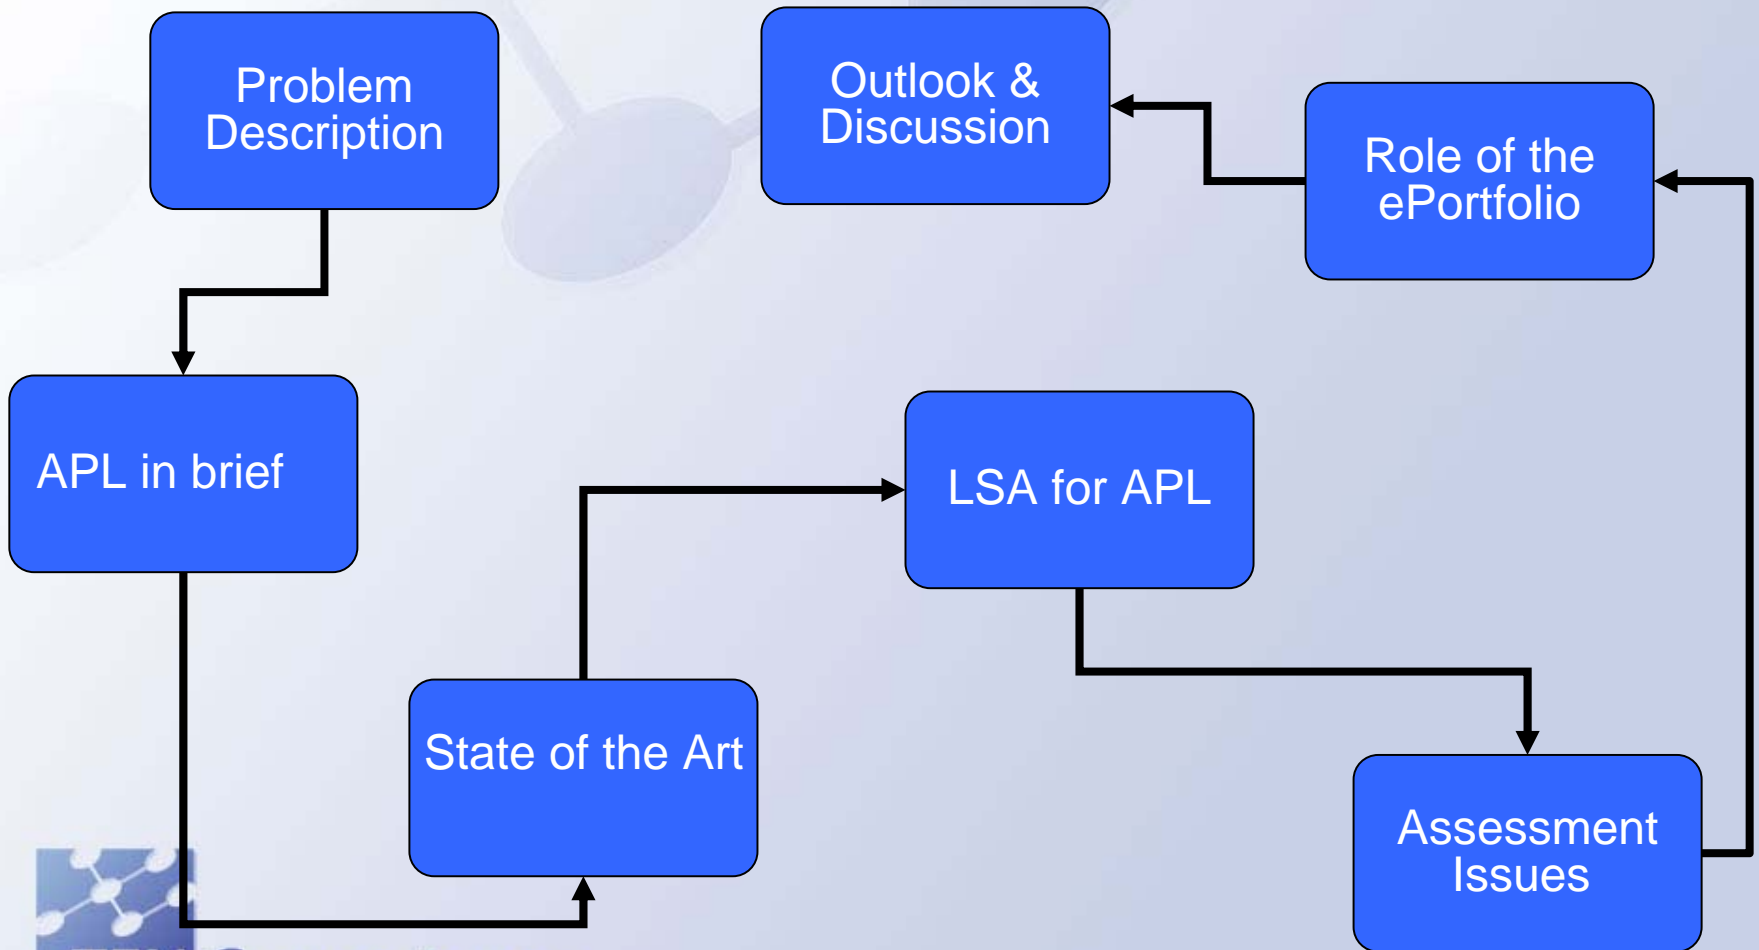 Problem
Description
Outlook &
Discussion
Role of the
ePortfolio
APL in brief
LSA for APL
State of the Art
Assessment
Issues